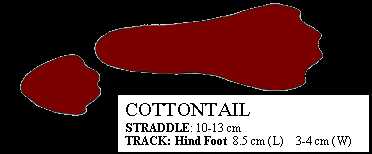 COTTONTAIL
STRADDLE: 10-13 cm
TRACK: Hind Foot 8.5 cm (L) 3-4 cm (W)